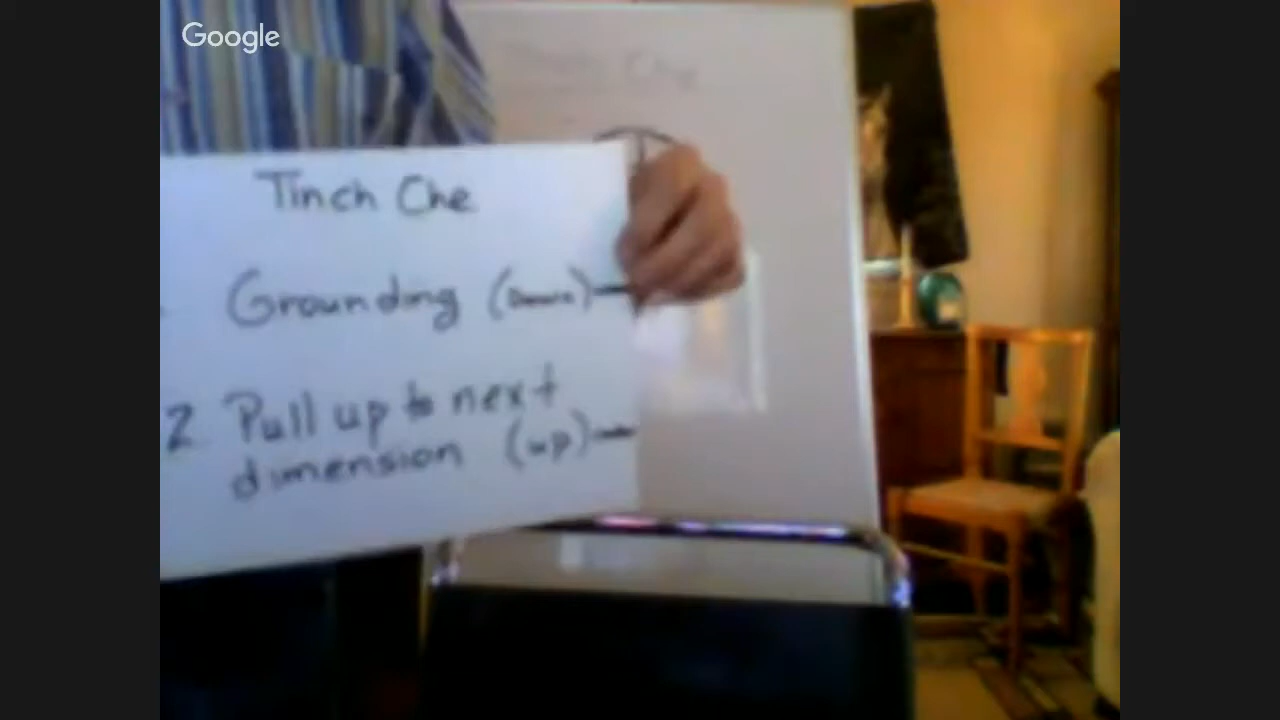 Google
Tinch Che
Grounding (Down)
2 Pull up to next
dimension (up)